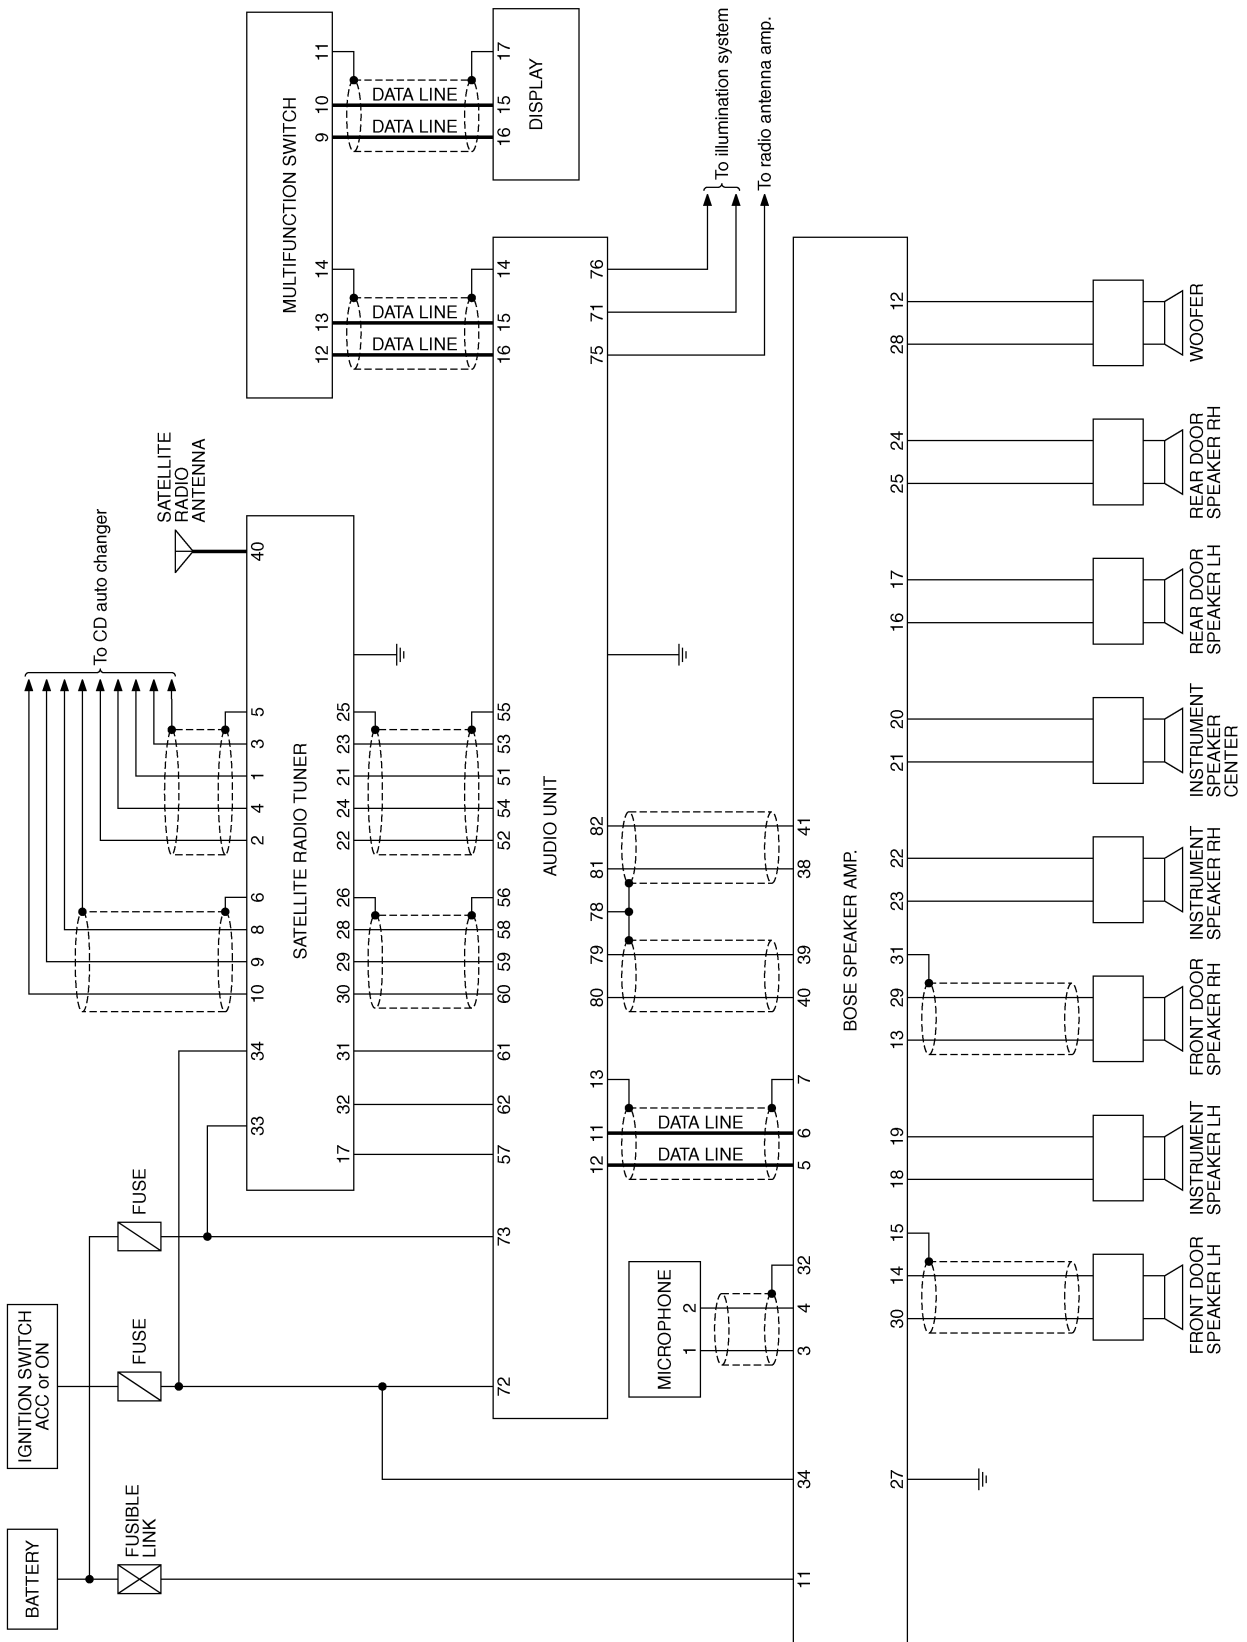 BATTERY
FUSIBLE
LINK
IGNITION SWITCH
ACC or ON
FUSE
FUSE
To CD auto changer
SATELLITE
RADIO
ANTENNA
SATELLITE RADIO TUNER
33
34
10
9
8
6
2
4
1
3
5
40
17
32
31
30
29
28
26
22
24
21
23
25
MULTIFUNCTION SWITCH
12
13
14
9
10
11
DATA LINE
DATA LINE
DATA LINE
DATA LINE
DISPLAY
16
15
17
AUDIO UNIT
72
73
57
62
61
60
59
58
56
52
54
51
53
55
16
15
14
12
11
13
80
79
78
81
82
75
71
76
To illumination system
To radio antenna amp.
MICROPHONE
1
2
DATA LINE
DATA LINE
BOSE SPEAKER AMP.
11
34
3
4
32
5
6
7
40
39
38
41
27
30
14
15
18
19
13
29
31
23
22
21
20
16
17
25
24
28
12
FRONT DOOR
SPEAKER LH
INSTRUMENT
SPEAKER LH
FRONT DOOR
SPEAKER RH
INSTRUMENT
SPEAKER RH
INSTRUMENT
SPEAKER
CENTER
REAR DOOR
SPEAKER LH
REAR DOOR
SPEAKER RH
WOOFER